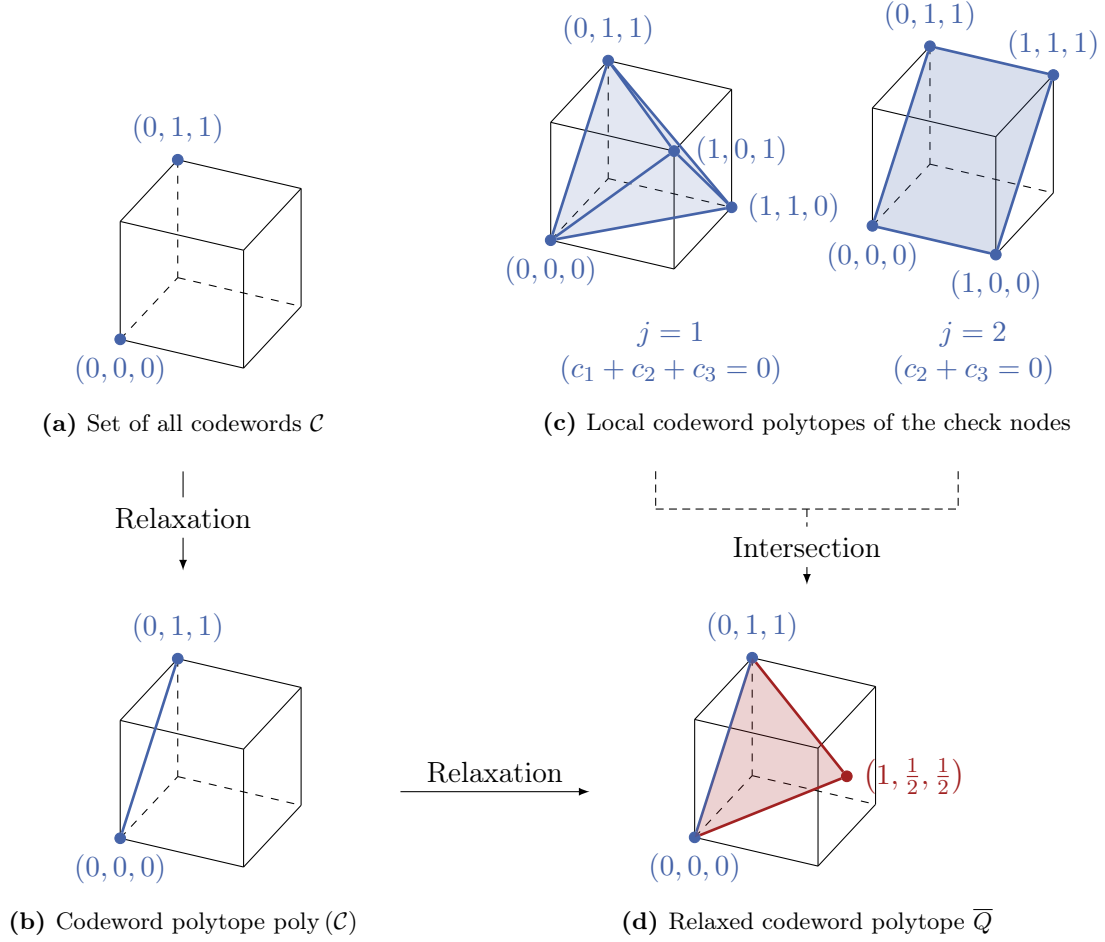 (0, 1, 1)
(0, 0, 0)
(a) Set of all codewords C
(0, 1, 1)
(1, 0, 1)
(1, 1, 0)
(0, 0, 0)
j = 1
(c₁ + c₂ + c₃ = 0)
(0, 1, 1)
(1, 1, 1)
(0, 0, 0)
(1, 0, 0)
j = 2
(c₂ + c₃ = 0)
(c) Local codeword polytopes of the check nodes
Relaxation
Intersection
(0, 1, 1)
(0, 0, 0)
(b) Codeword polytope poly (C)
Relaxation
(0, 1, 1)
(1, 1/2, 1/2)
(0, 0, 0)
(d) Relaxed codeword polytope Q̅